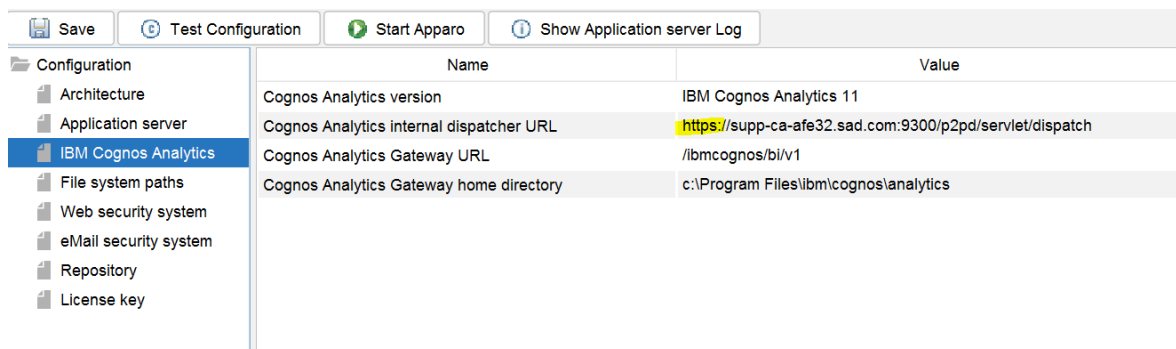 Save Test Configuration Start Apparo Show Application server Log
Configuration
Architecture
Application server
IBM Cognos Analytics
File system paths
Web security system
eMail security system
Repository
License key
Name Value
Cognos Analytics version IBM Cognos Analytics 11
Cognos Analytics internal dispatcher URL https://supp-ca-afe32.sad.com:9300/p2pd/servlet/dispatch
Cognos Analytics Gateway URL /ibmcognos/bi/v1
Cognos Analytics Gateway home directory c:\Program Files\ibm\cognos\analytics